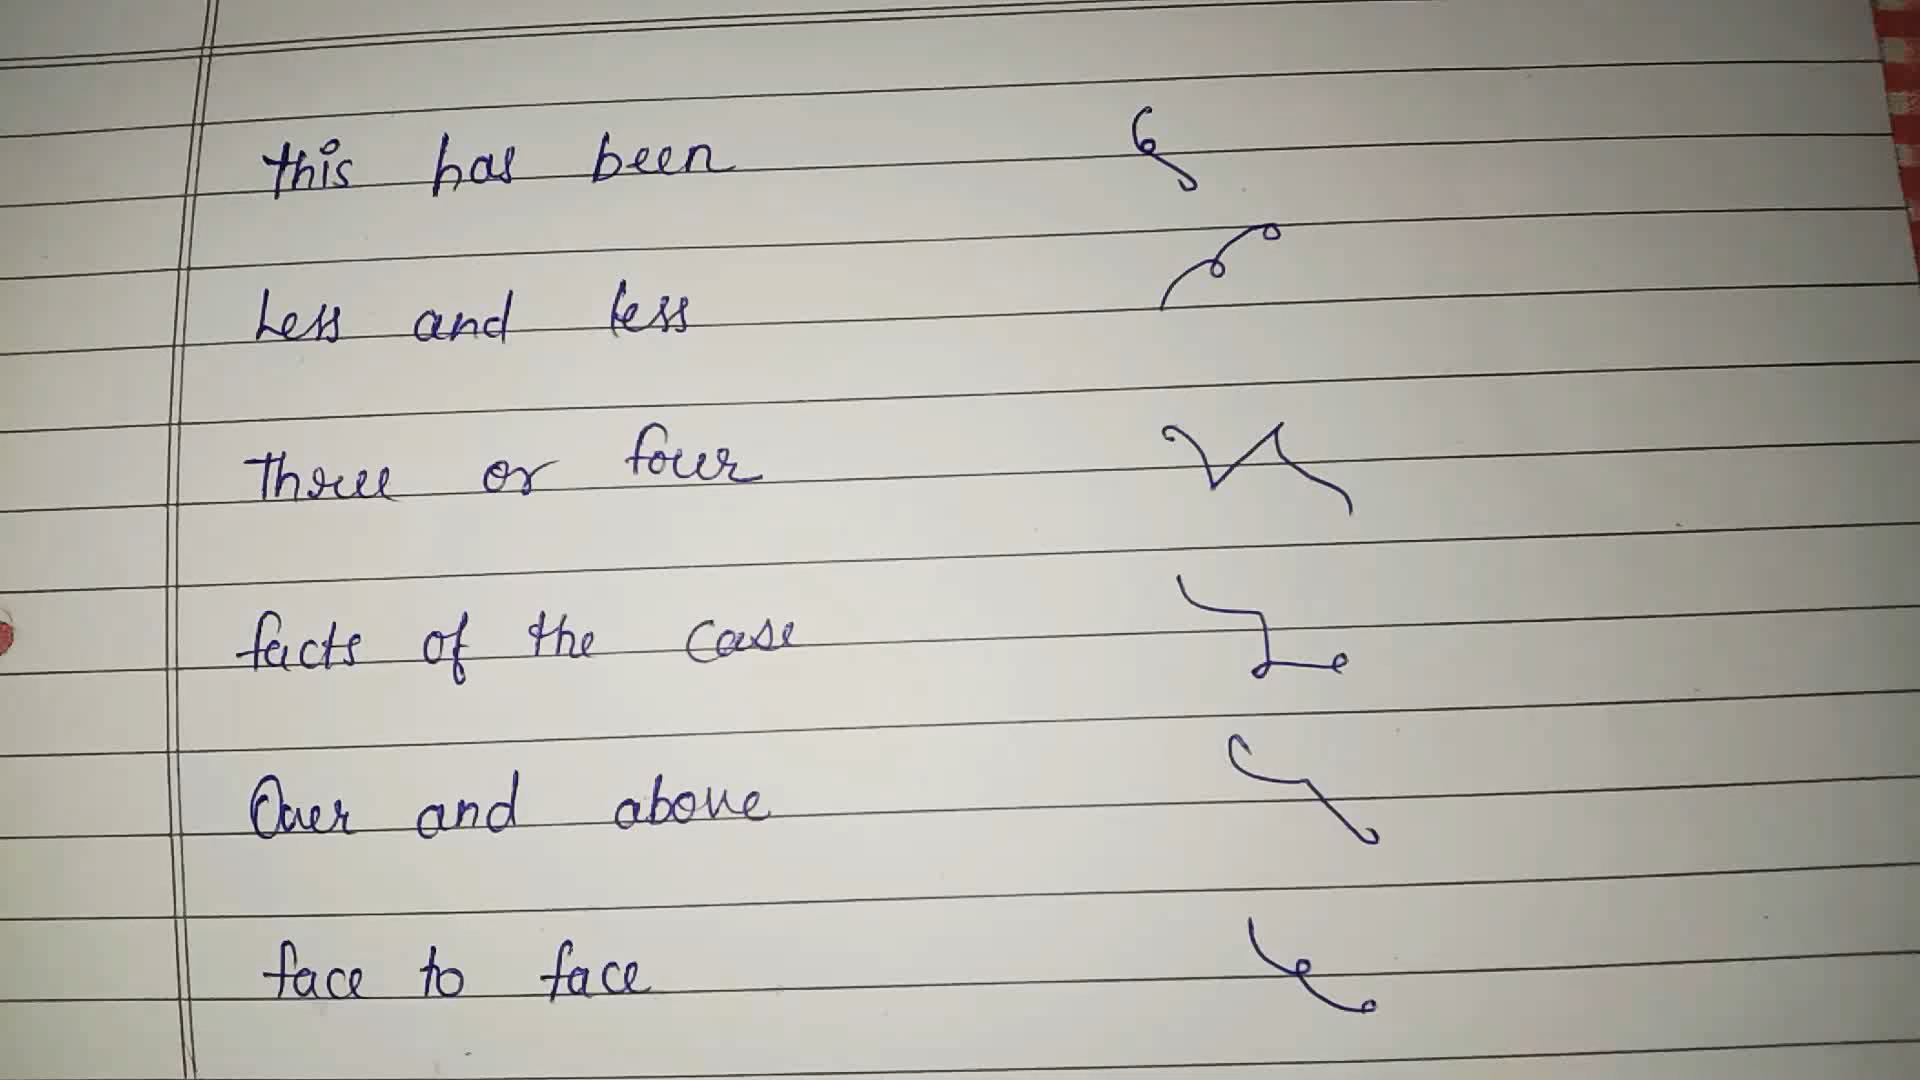 this has been
Less and less
Three or four
facts of the case
Over and above
face to face